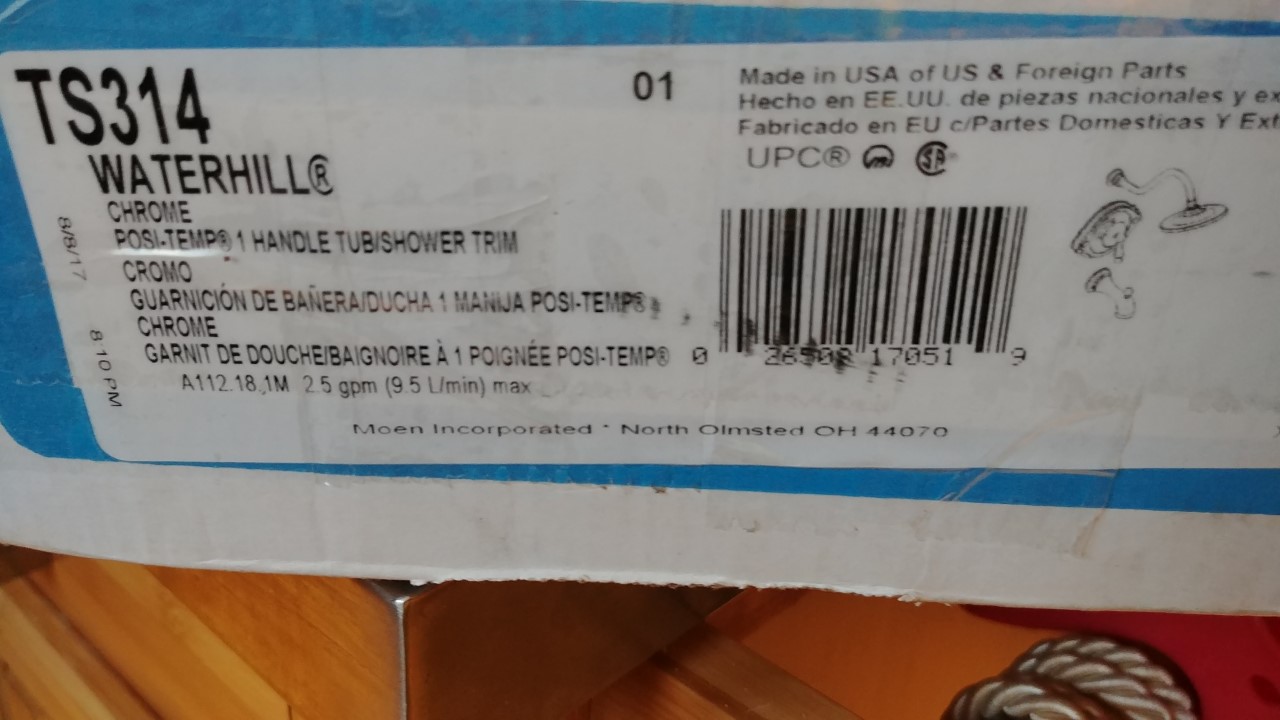 TS314
01
WATERHILL®
CHROME
POSI-TEMP® 1 HANDLE TUB/SHOWER TRIM
CROMO
GUARNICIÓN DE BAÑERA/DUCHA 1 MANIJA POSI-TEMP®
CHROME
GARNIT DE DOUCHE/BAIGNOIRE À 1 POIGNÉE POSI-TEMP®
A112.18.1M 2.5 gpm (9.5 L/min) max
8/8/17
8 10 PM
Made in USA of US & Foreign Parts
Hecho en EE.UU. de piezas nacionales y ex
Fabricado en EU c/Partes Domesticas Y Ext
UPC®
0 26508 17051 9
Moen Incorporated * North Olmsted OH 44070